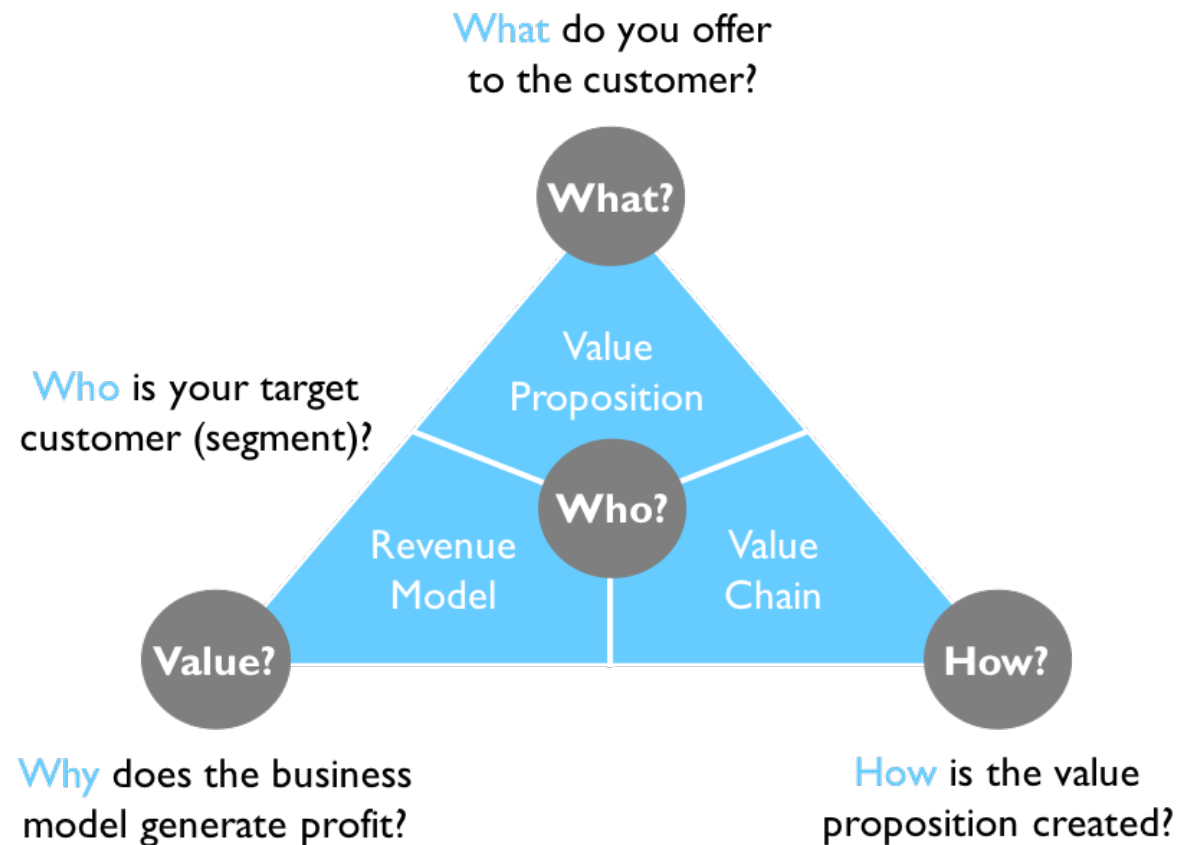 What do you offer
to the customer?
What?
Value
Proposition
Who is your target
customer (segment)?
Who?
Revenue
Model
Value
Chain
Value?
How?
Why does the business
model generate profit?
How is the value
proposition created?